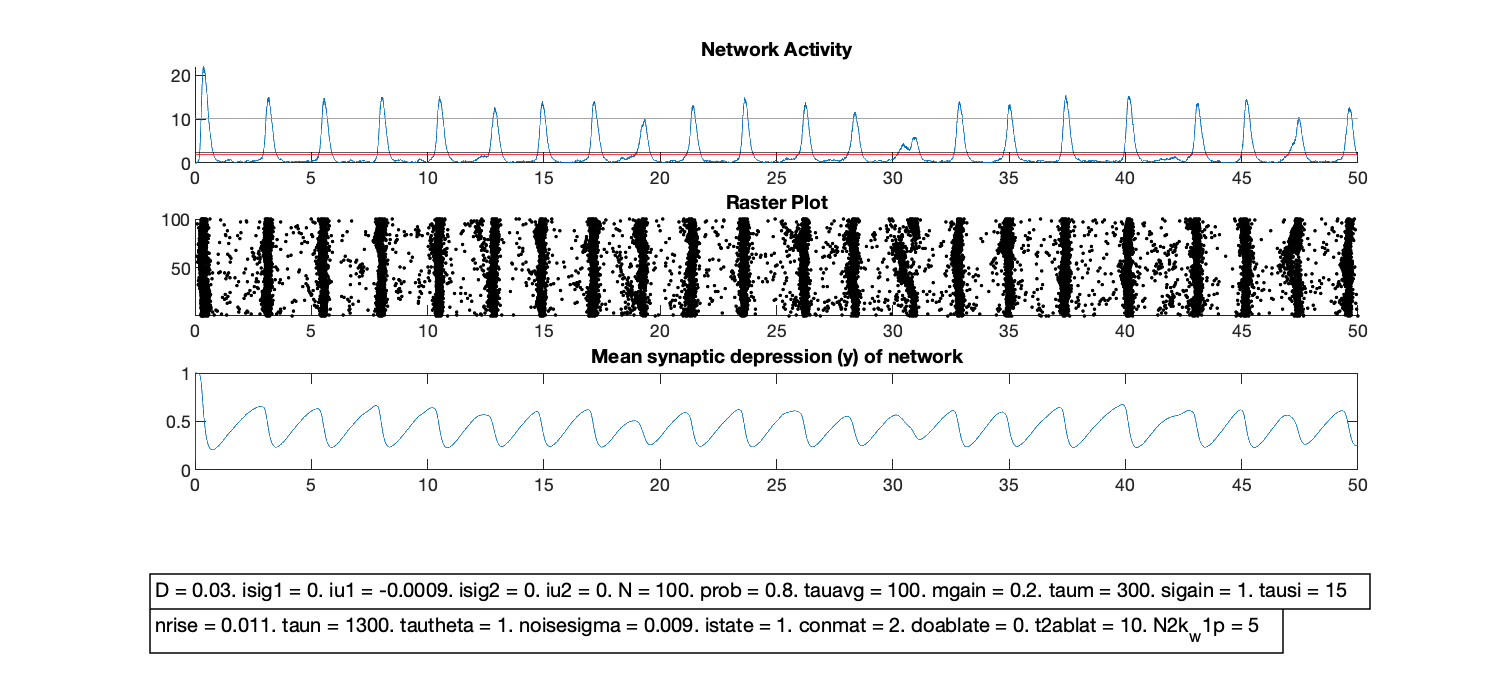 Network Activity
20
10
0
0 5 10 15 20 25 30 35 40 45 50
Raster Plot
100
50
0 5 10 15 20 25 30 35 40 45 50
Mean synaptic depression (y) of network
1
0.5
0
0 5 10 15 20 25 30 35 40 45 50
D = 0.03. isig1 = 0. iu1 = -0.0009. isig2 = 0. iu2 = 0. N = 100. prob = 0.8. tauavg = 100. mgain = 0.2. taum = 300. sigain = 1. tausi = 15
nrise = 0.011. taun = 1300. tautheta = 1. noisesigma = 0.009. istate = 1. conmat = 2. doablate = 0. t2ablat = 10. N2k_w1p = 5